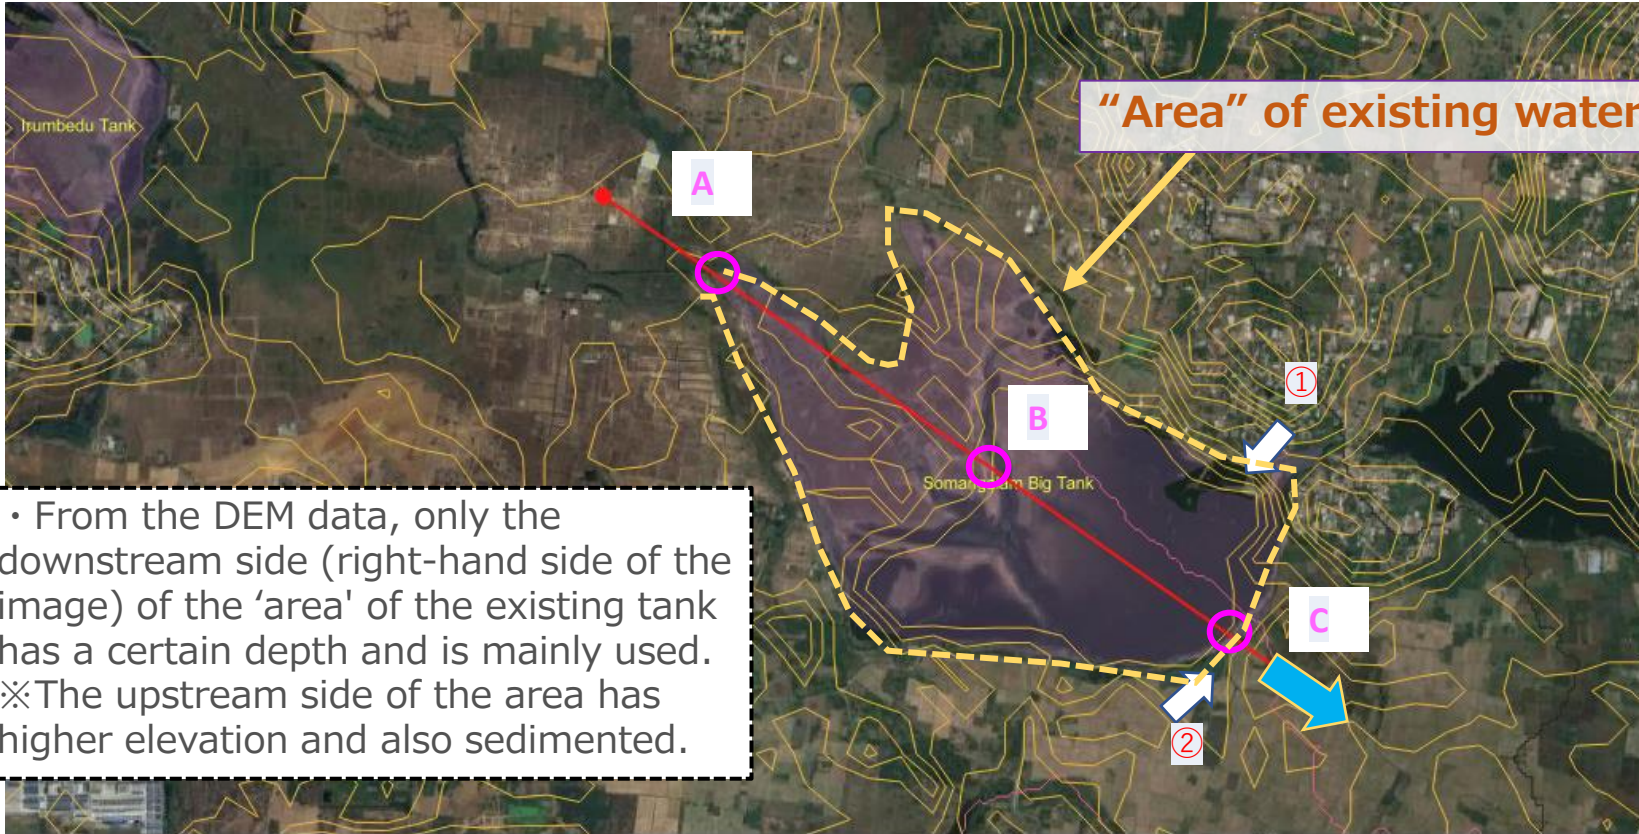 Irumbedu Tank
“Area” of existing water
A
①
B
Big Tank
・From the DEM data, only the
downstream side (right-hand side of the
image) of the ‘area' of the existing tank
has a certain depth and is mainly used.
※The upstream side of the area has
higher elevation and also sedimented.
C
②